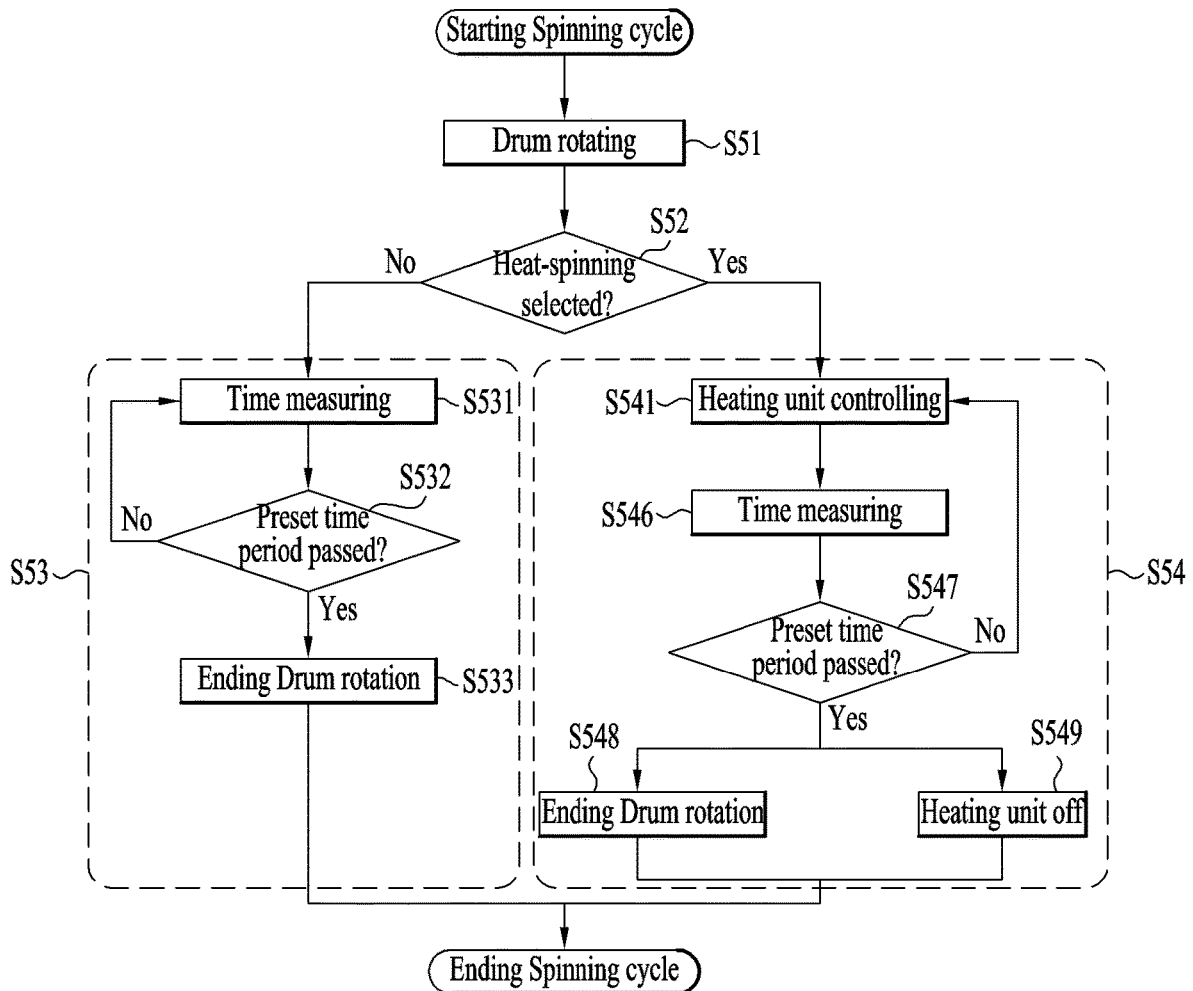 Starting Spinning cycle
Drum rotating
S51
S52
No
Heat-spinning
selected?
Yes
Time measuring
S531
S532
No
Preset time
period passed?
S53
Yes
Ending Drum rotation
S533
S541
Heating unit controlling
S546
Time measuring
S547
Preset time
period passed?
No
S54
Yes
S548
S549
Ending Drum rotation
Heating unit off
Ending Spinning cycle